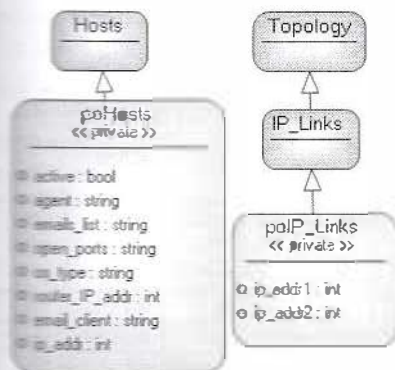 Hosts
poHosts
<< private >>
active : bool
agent : string
emails_list : string
open_ports : string
os_type : string
router_IP_addr : int
email_client : string
ip_addr : int
Topology
IP_Links
poIP_Links
<< private >>
ip_addr1 : int
ip_addr2 : int